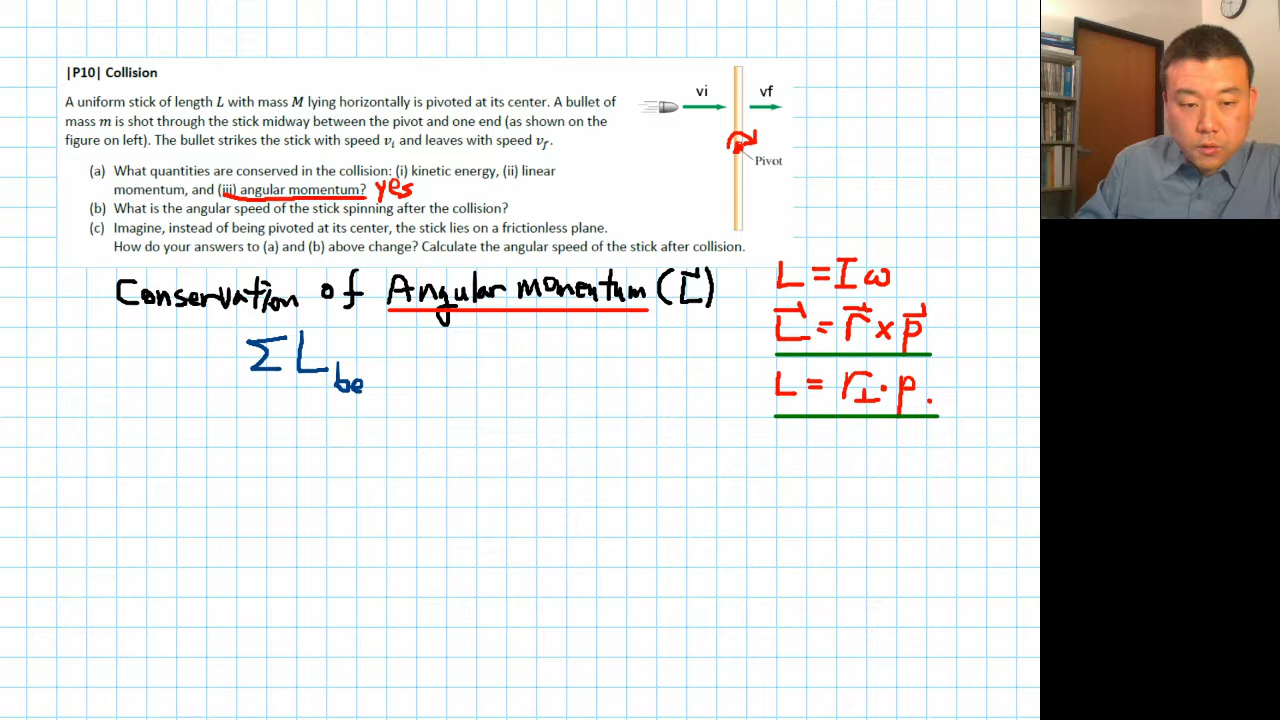 |P10| Collision
A uniform stick of length L with mass M lying horizontally is pivoted at its center. A bullet of
mass m is shot through the stick midway between the pivot and one end (as shown on the
figure on left). The bullet strikes the stick with speed vi and leaves with speed vf.
(a) What quantities are conserved in the collision: (i) kinetic energy, (ii) linear
momentum, and (iii) angular momentum? yes
(b) What is the angular speed of the stick spinning after the collision?
(c) Imagine, instead of being pivoted at its center, the stick lies on a frictionless plane.
How do your answers to (a) and (b) above change? Calculate the angular speed of the stick after collision.
vi
vf
Pivot
Conservation of Angular momentum (L⃗)
ΣL be
L = Iω
L⃗ = r⃗ × p⃗
L = r⊥ · p.